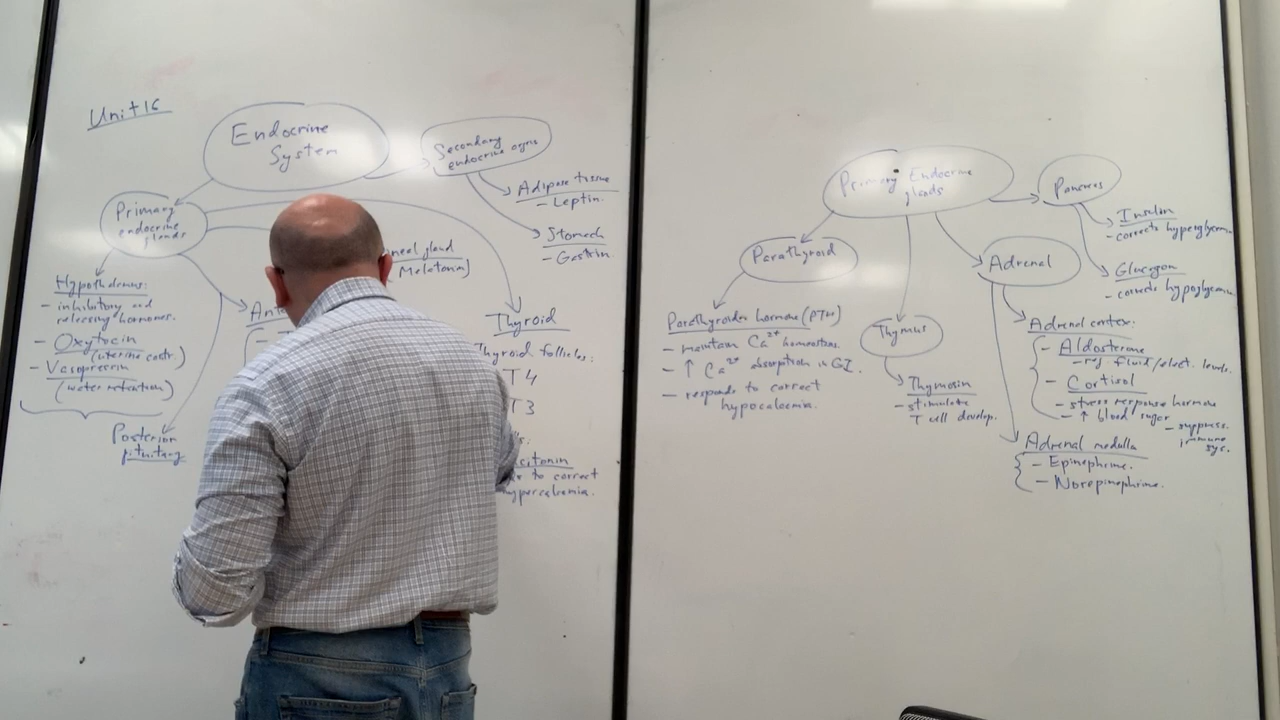 Unit 16
Endocrine
System
Secondary
endocrine orgns
Adipose tissue
- Leptin.
Stomach
- Gastrin.
Primary
endocrine
glands
neal gland
Melatonin)
Hypothalamus:
- inhibitory and
releasing hormones.
- Oxytocin
(uterine contr.)
- Vasopressin
(water retention)
Posterior
pituitary
Ante
Thyroid
Thyroid follicles:
T4
T3
s:
citonin
to correct
hypercalcemia.
Primary Endocrine
glands
Pancreas
Insulin
- corrects hyperglycemia
Glucagon
- corrects hypoglycemia.
Parathyroid
Parathyroid hormone (PTH)
- maintain Ca2+ homeostasis.
- ↑ Ca2+ absorption in GI.
- responds to correct
hypocalcemia.
Thymus
Thymosin
- stimulate
T cell develop.
Adrenal
Adrenal cortex:
- Aldosterone
- reg fluid/elect. levels.
- Cortisol
- stress response hormone
- ↑ blood sugar
- suppress.
immune
sys.
Adrenal medulla
- Epinephrine.
- Norepinephrine.